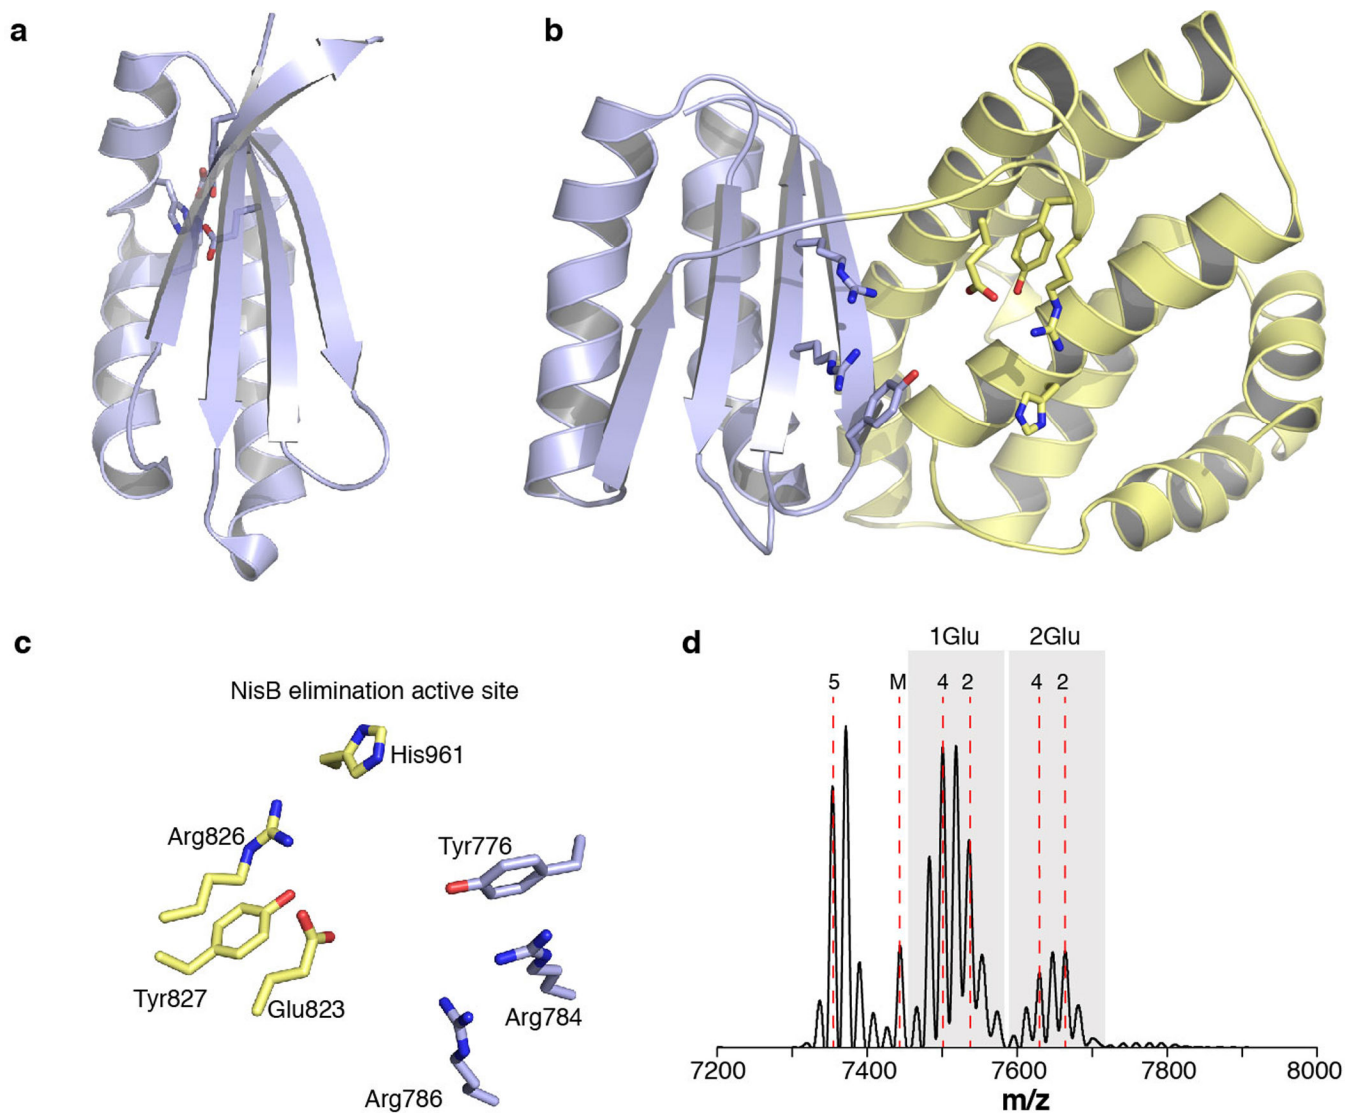 a
b
c
NisB elimination active site
His961
Arg826
Tyr776
Tyr827
Glu823
Arg784
Arg786
d
1Glu 2Glu
5 M 4 2 4 2
7200 7400 7600 7800 8000
m/z